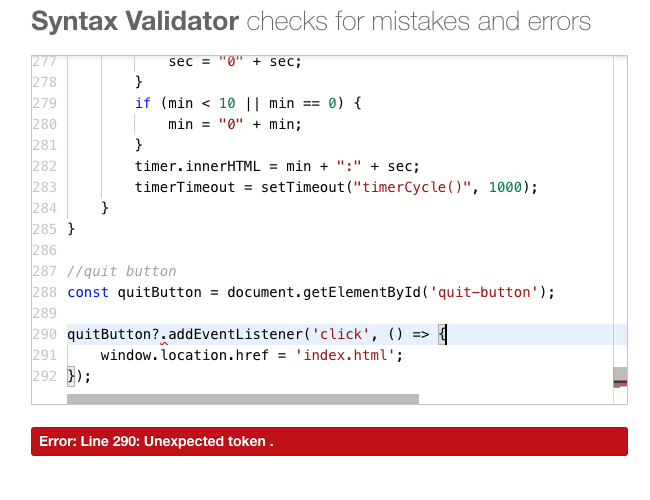 Syntax Validator checks for mistakes and errors
277 sec = "0" + sec;
278 }
279 if (min < 10 || min == 0) {
280 min = "0" + min;
281 }
282 timer.innerHTML = min + ":" + sec;
283 timerTimeout = setTimeout("timerCycle()", 1000);
284 }
285 }
286
287 //quit button
288 const quitButton = document.getElementById('quit-button');
289
290 quitButton?.addEventListener('click', () => {
291 window.location.href = 'index.html';
292 });
Error: Line 290: Unexpected token .